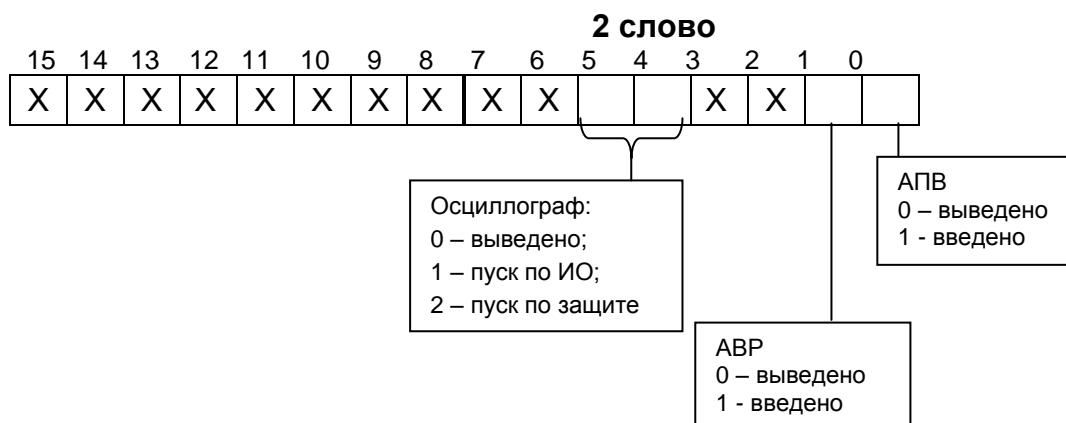 2 слово
15 14 13 12 11 10 9 8 7 6 5 4 3 2 1 0
X X X X X X X X X X X X
Осциллограф:
0 – выведено;
1 – пуск по ИО;
2 – пуск по защите
АПВ
0 – выведено
1 - введено
АВР
0 – выведено
1 - введено